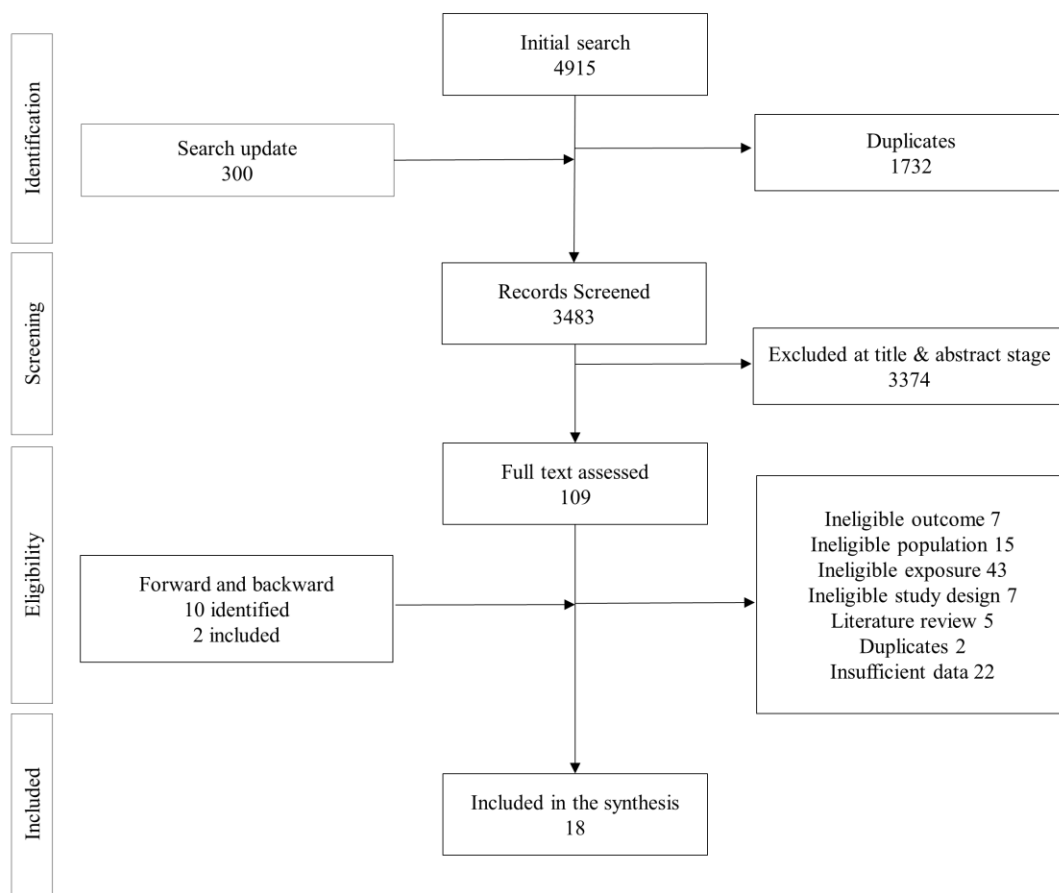 Identification
Initial search
4915
Search update
300
Duplicates
1732
Screening
Records Screened
3483
Excluded at title & abstract stage
3374
Eligibility
Full text assessed
109
Forward and backward
10 identified
2 included
Ineligible outcome 7
Ineligible population 15
Ineligible exposure 43
Ineligible study design 7
Literature review 5
Duplicates 2
Insufficient data 22
Included
Included in the synthesis
18